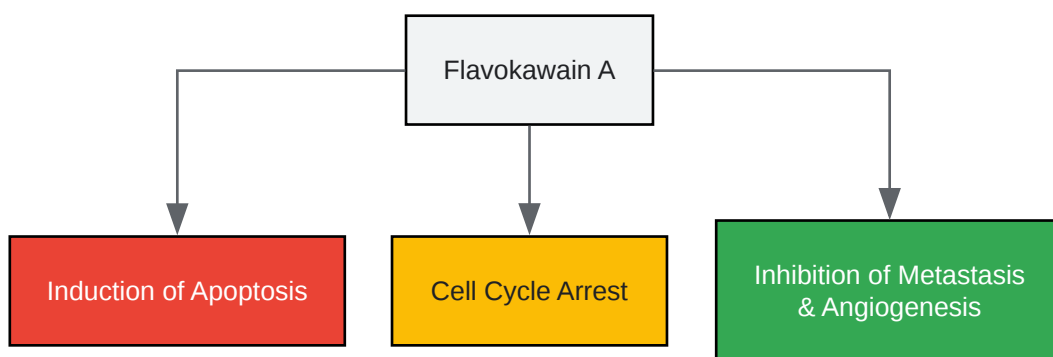 Flavokawain A
Induction of Apoptosis
Cell Cycle Arrest
Inhibition of Metastasis
& Angiogenesis